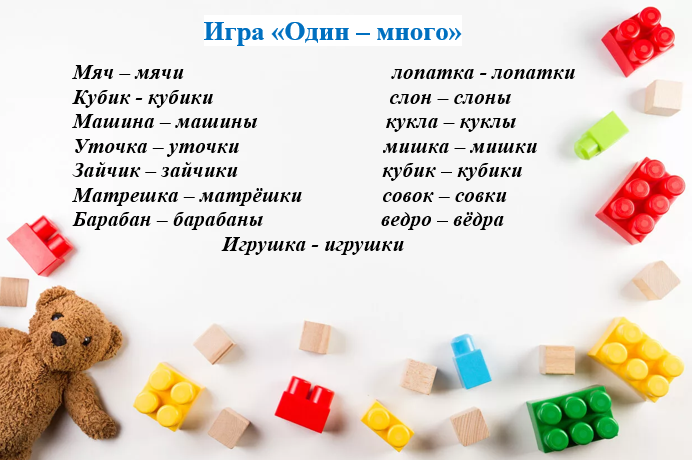 Игра «Один – много»
Мяч – мячи лопатка - лопатки
Кубик - кубики слон – слоны
Машина – машины кукла – куклы
Уточка – уточки мишка – мишки
Зайчик – зайчики кубик – кубики
Матрешка – матрёшки совок – совки
Барабан – барабаны ведро – вёдра
Игрушка - игрушки